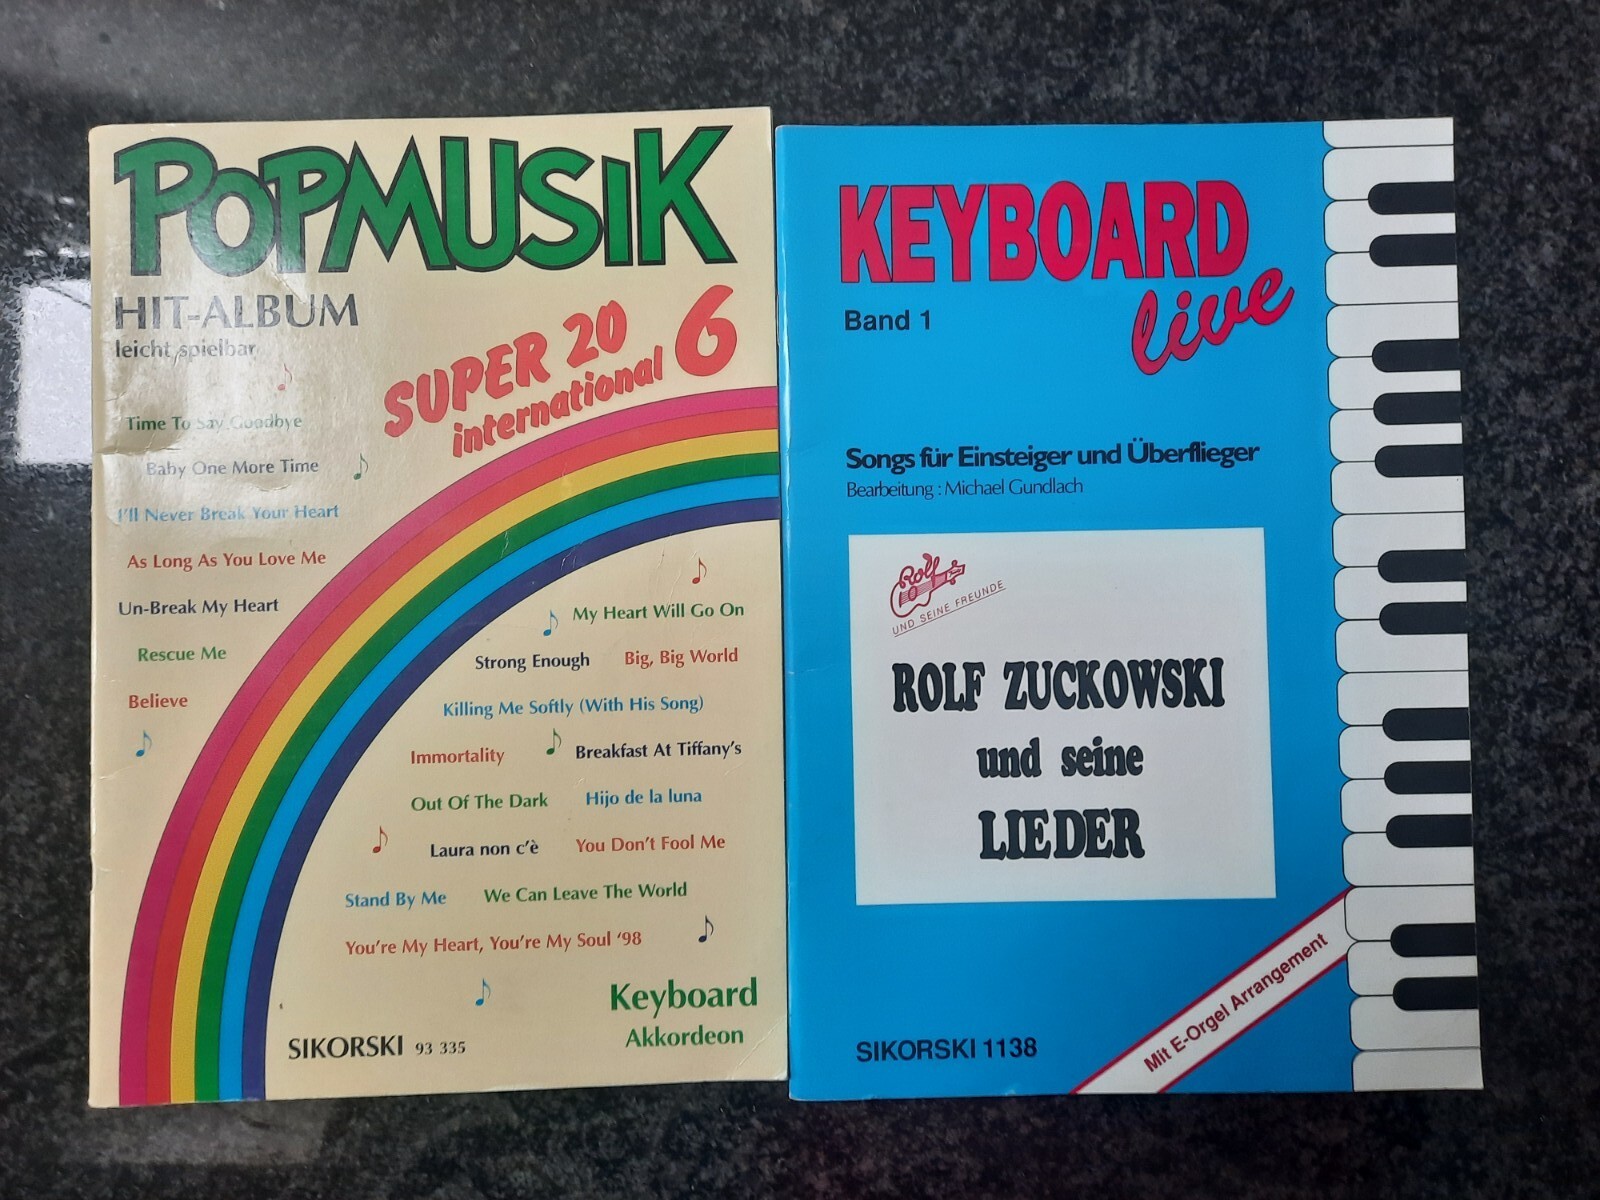 POPMUSIK
HIT-ALBUM
leicht spielbar
SUPER 20
international 6
Time To Say Goodbye
Baby One More Time
I'll Never Break Your Heart
As Long As You Love Me
Un-Break My Heart
Rescue Me
Believe
My Heart Will Go On
Strong Enough
Big, Big World
Killing Me Softly (With His Song)
Immortality
Breakfast At Tiffany's
Out Of The Dark
Hijo de la luna
Laura non c'è
You Don't Fool Me
Stand By Me
We Can Leave The World
You're My Heart, You're My Soul '98
Keyboard
Akkordeon
SIKORSKI 93 335
KEYBOARD
live
Band 1
Songs für Einsteiger und Überflieger
Bearbeitung : Michael Gundlach
Rolf
UND SEINE FREUNDE
ROLF ZUCKOWSKI
und seine
LIEDER
Mit E-Orgel Arrangement
SIKORSKI 1138